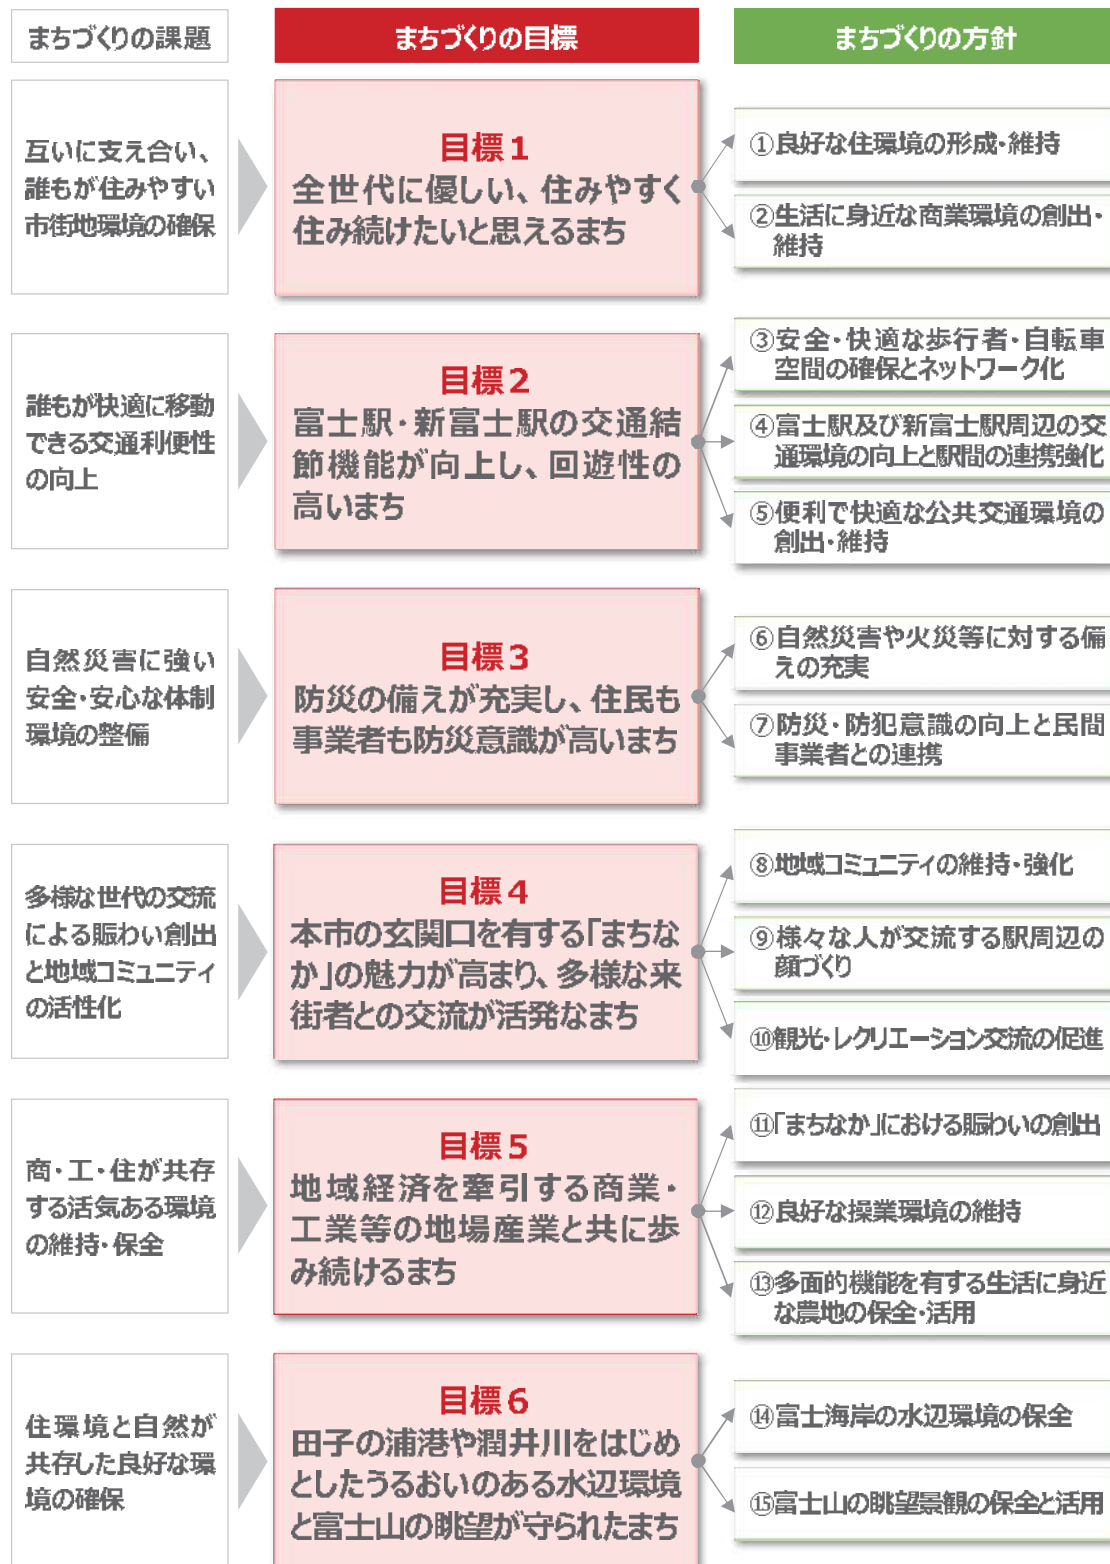 まちづくりの課題
まちづくりの目標
まちづくりの方針
互いに支え合い、
誰もが住みやすい
市街地環境の確保
目標1
全世代に優しい、住みやすく
住み続けたいと思えるまち
①良好な住環境の形成・維持
②生活に身近な商業環境の創出・
維持
誰もが快適に移動
できる交通利便性
の向上
目標2
富士駅・新富士駅の交通結
節機能が向上し、回遊性の
高いまち
③安全・快適な歩行者・自転車
空間の確保とネットワーク化
④富士駅及び新富士駅周辺の交
通環境の向上と駅間の連携強化
⑤便利で快適な公共交通環境の
創出・維持
自然災害に強い
安全・安心な体制
環境の整備
目標3
防災の備えが充実し、住民も
事業者も防災意識が高いまち
⑥自然災害や火災等に対する備
えの充実
⑦防災・防犯意識の向上と民間
事業者との連携
多様な世代の交流
による賑わい創出
と地域コミュニティ
の活性化
目標4
本市の玄関口を有する「まちな
か」の魅力が高まり、多様な来
街者との交流が活発なまち
⑧地域コミュニティの維持・強化
⑨様々な人が交流する駅周辺の
顔づくり
⑩観光・レクリエーション交流の促進
商・工・住が共存
する活気ある環境
の維持・保全
目標5
地域経済を牽引する商業・
工業等の地場産業と共に歩
み続けるまち
⑪「まちなか」における賑わいの創出
⑫良好な操業環境の維持
⑬多面的機能を有する生活に身近
な農地の保全・活用
住環境と自然が
共存した良好な環
境の確保
目標6
田子の浦港や潤井川をはじめ
としたうるおいのある水辺環境
と富士山の眺望が守られたまち
⑭富士海岸の水辺環境の保全
⑮富士山の眺望景観の保全と活用